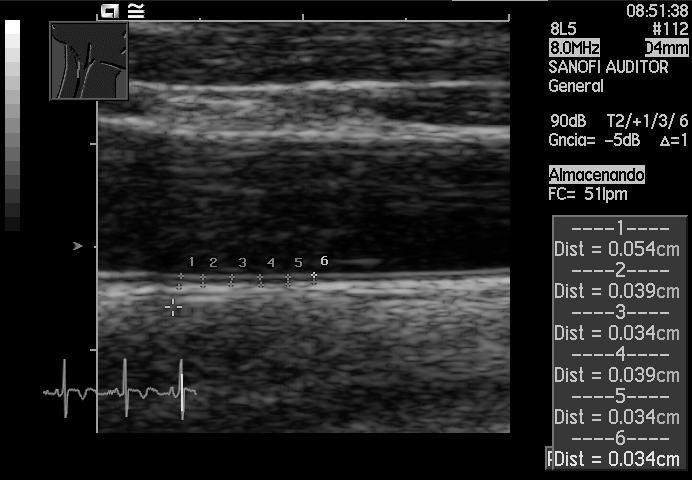 08:51:38
8L5 #112
8.0MHz D4mm
SANOFI AUDITOR
General
90dB T2/+1/3/ 6
Gncia= -5dB Δ=1
Almacenando
FC= 51lpm
----1----
Dist = 0.054cm
----2----
Dist = 0.039cm
----3----
Dist = 0.034cm
----4----
Dist = 0.039cm
----5----
Dist = 0.034cm
----6----
Dist = 0.034cm
1 2 3 4 5 6